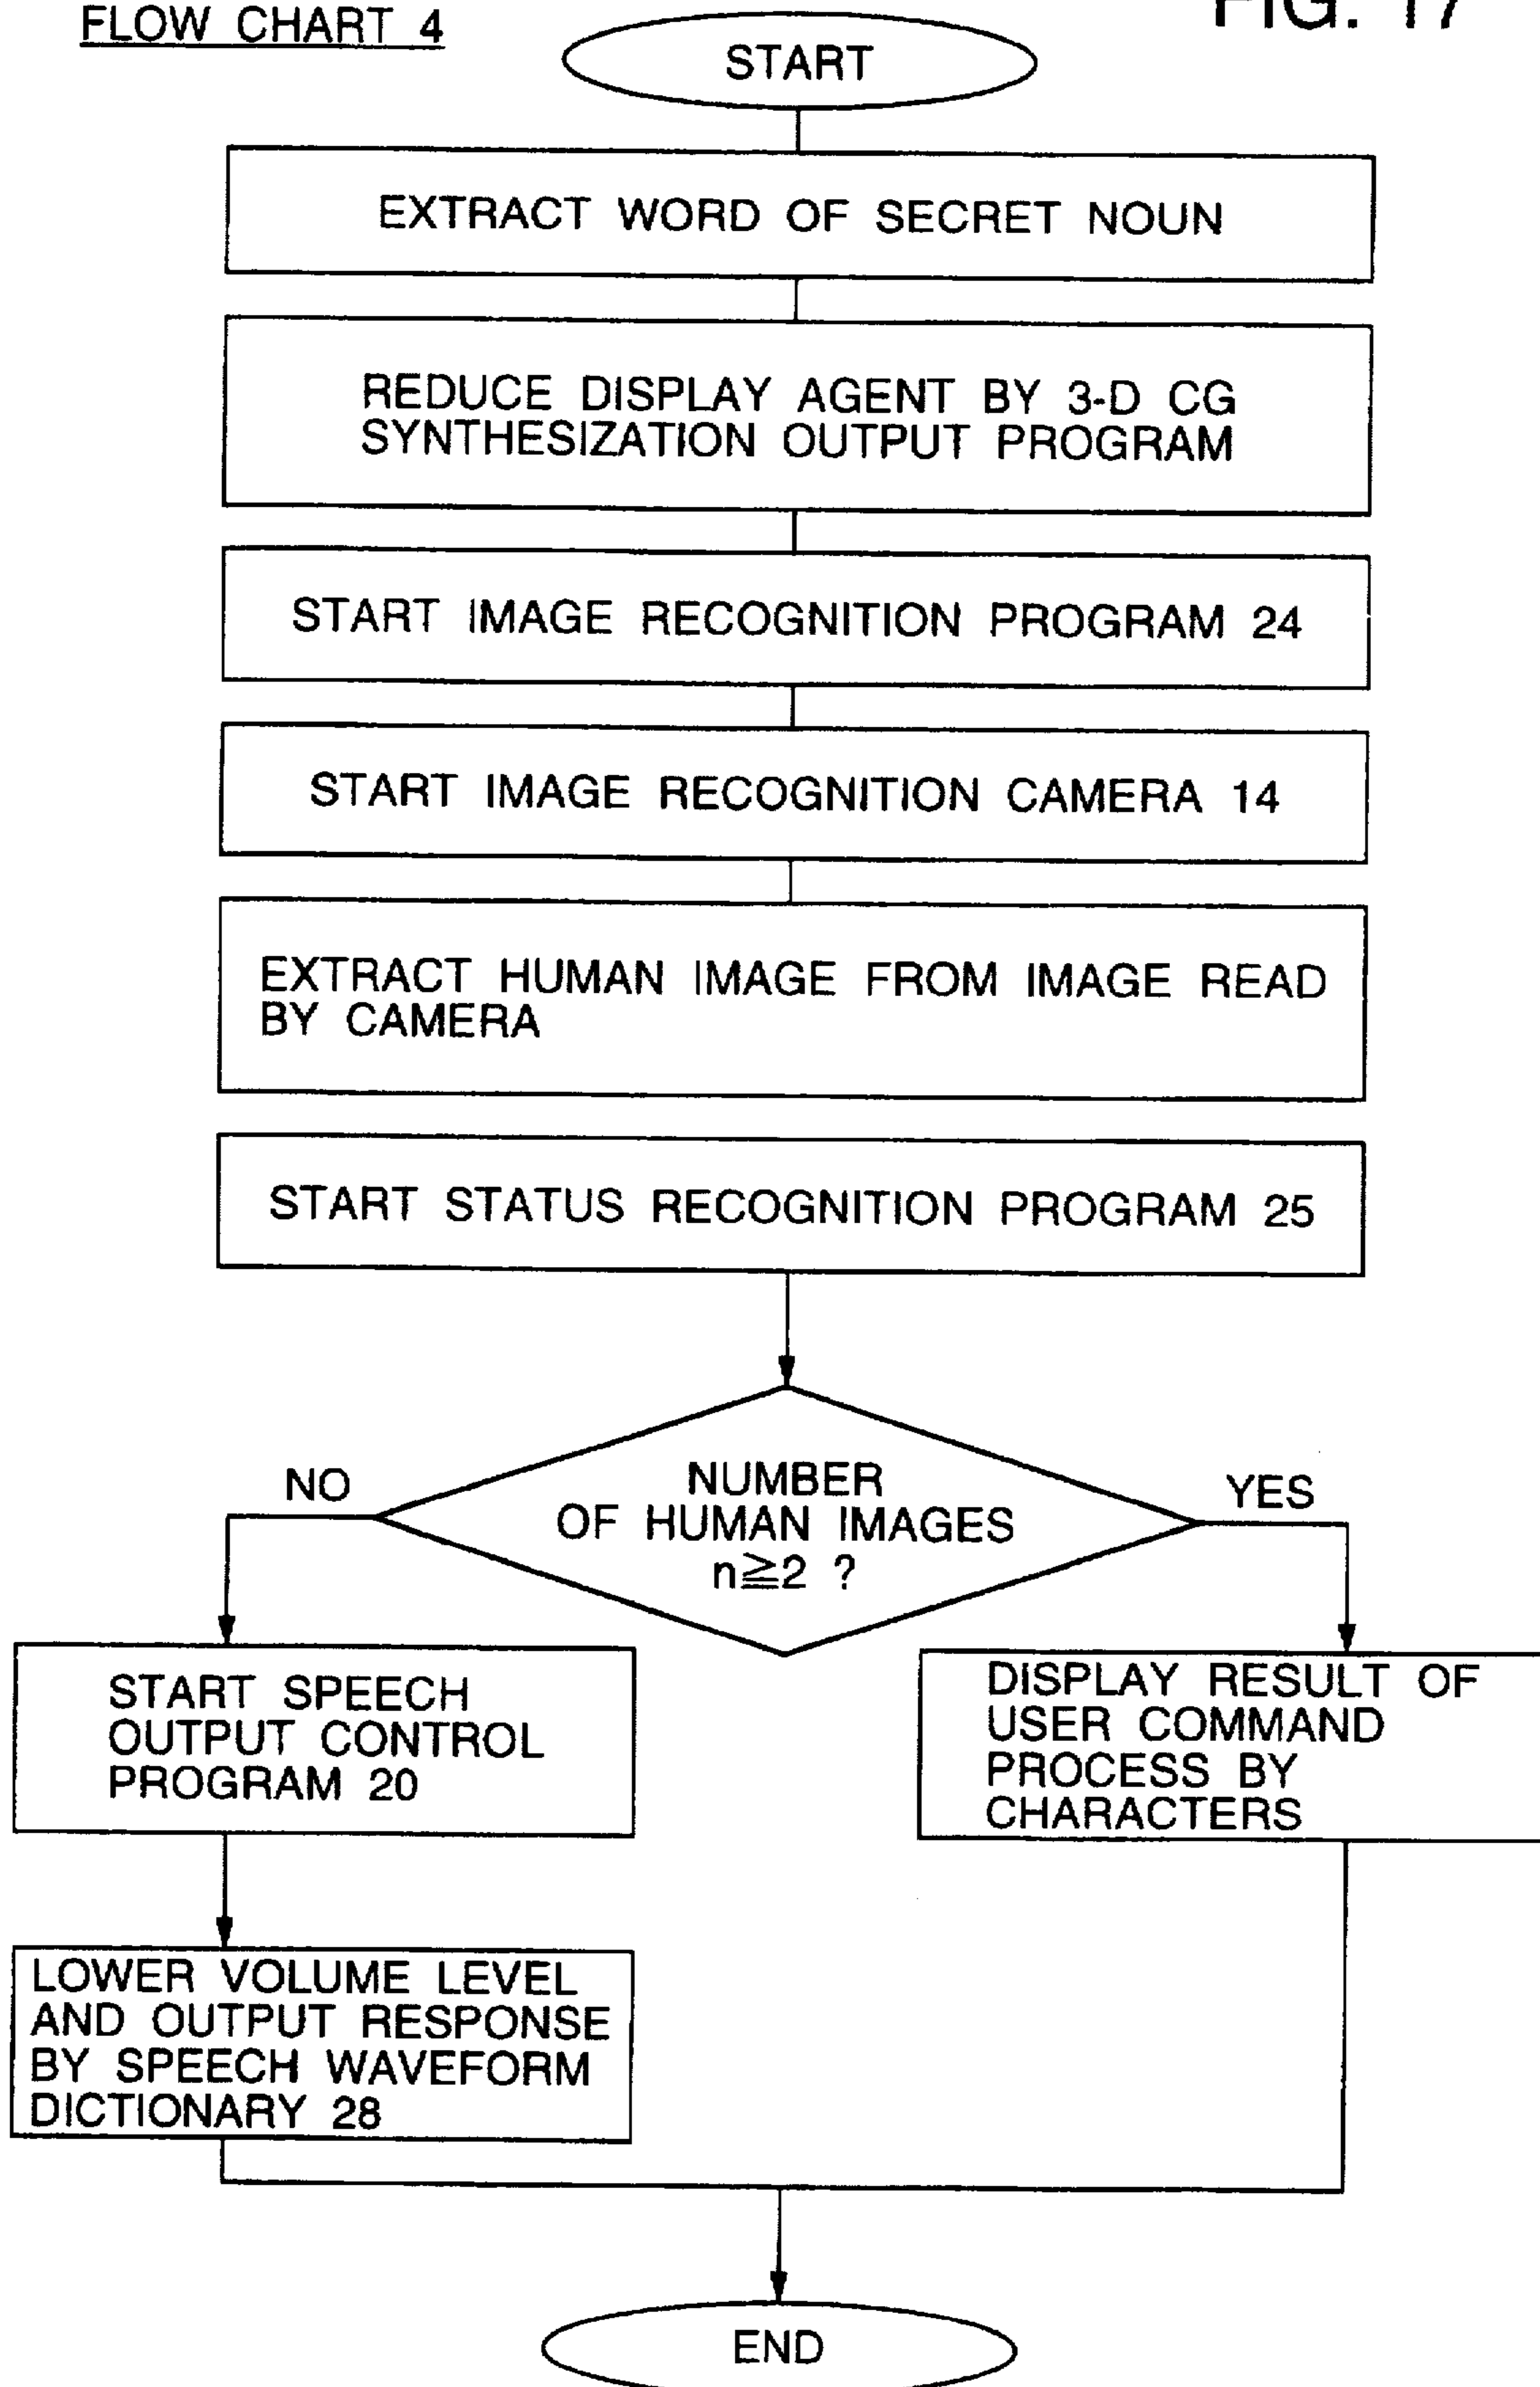 FLOW CHART 4
FIG. 17
START
EXTRACT WORD OF SECRET NOUN
REDUCE DISPLAY AGENT BY 3-D CG
SYNTHESIZATION OUTPUT PROGRAM
START IMAGE RECOGNITION PROGRAM 24
START IMAGE RECOGNITION CAMERA 14
EXTRACT HUMAN IMAGE FROM IMAGE READ
BY CAMERA
START STATUS RECOGNITION PROGRAM 25
NUMBER
OF HUMAN IMAGES
n≧2 ?
NO
YES
START SPEECH
OUTPUT CONTROL
PROGRAM 20
DISPLAY RESULT OF
USER COMMAND
PROCESS BY
CHARACTERS
LOWER VOLUME LEVEL
AND OUTPUT RESPONSE
BY SPEECH WAVEFORM
DICTIONARY 28
END